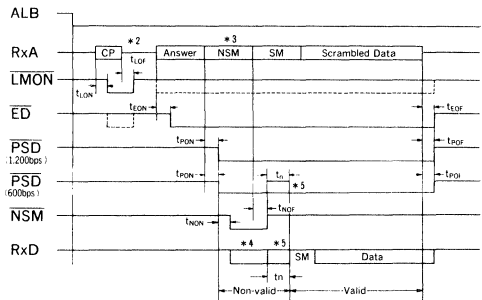 ALB
*2 *3
RxA CP Answer NSM SM Scrambled Data
tLOF
LMON
tLON
tEON tEOF
ED
tPON tPOF
PSD
(1,200bps)
tPON tn tPOI
PSD *5
(600bps)
tNOF
NSM
tNON
*4 *5
RxD SM Data
tn
Non-valid Valid